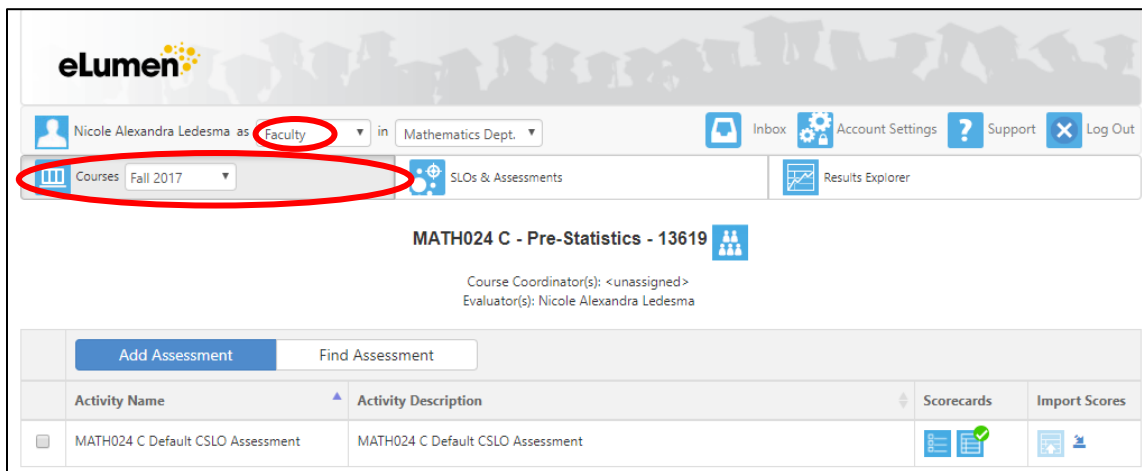 eLumen
Nicole Alexandra Ledesma as Faculty in Mathematics Dept. Inbox Account Settings ? Support Log Out
Courses Fall 2017 SLOs & Assessments Results Explorer
MATH024 C - Pre-Statistics - 13619
Course Coordinator(s): <unassigned>
Evaluator(s): Nicole Alexandra Ledesma
Add Assessment Find Assessment
Activity Name Activity Description Scorecards Import Scores
MATH024 C Default CSLO Assessment MATH024 C Default CSLO Assessment